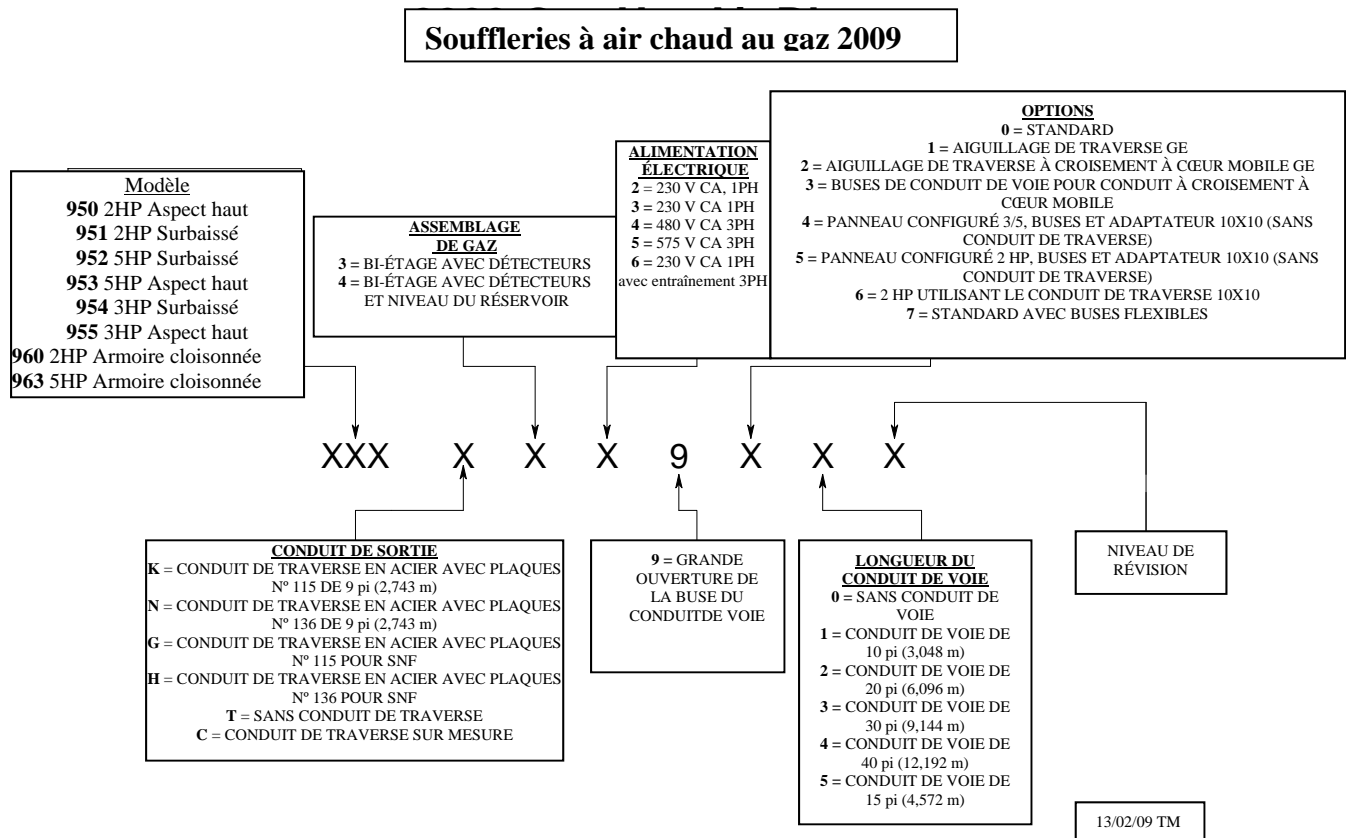 Souffleries à air chaud au gaz 2009
OPTIONS
0 = STANDARD
1 = AIGUILLAGE DE TRAVERSE GE
2 = AIGUILLAGE DE TRAVERSE À CROISEMENT À CŒUR MOBILE GE
3 = BUSES DE CONDUIT DE VOIE POUR CONDUIT À CROISEMENT À
CŒUR MOBILE
4 = PANNEAU CONFIGURÉ 3/5, BUSES ET ADAPTATEUR 10X10 (SANS
CONDUIT DE TRAVERSE)
5 = PANNEAU CONFIGURÉ 2 HP, BUSES ET ADAPTATEUR 10X10 (SANS
CONDUIT DE TRAVERSE)
6 = 2 HP UTILISANT LE CONDUIT DE TRAVERSE 10X10
7 = STANDARD AVEC BUSES FLEXIBLES
ALIMENTATION
ÉLECTRIQUE
2 = 230 V CA, 1PH
3 = 230 V CA 1PH
4 = 480 V CA 3PH
5 = 575 V CA 3PH
6 = 230 V CA 1PH
avec entraînement 3PH
Modèle
950 2HP Aspect haut
951 2HP Surbaissé
952 5HP Surbaissé
953 5HP Aspect haut
954 3HP Surbaissé
955 3HP Aspect haut
960 2HP Armoire cloisonnée
963 5HP Armoire cloisonnée
ASSEMBLAGE
DE GAZ
3 = BI-ÉTAGE AVEC DÉTECTEURS
4 = BI-ÉTAGE AVEC DÉTECTEURS
ET NIVEAU DU RÉSERVOIR
XXX X X X 9 X X X
CONDUIT DE SORTIE
K = CONDUIT DE TRAVERSE EN ACIER AVEC PLAQUES
Nº 115 DE 9 pi (2,743 m)
N = CONDUIT DE TRAVERSE EN ACIER AVEC PLAQUES
Nº 136 DE 9 pi (2,743 m)
G = CONDUIT DE TRAVERSE EN ACIER AVEC PLAQUES
Nº 115 POUR SNF
H = CONDUIT DE TRAVERSE EN ACIER AVEC PLAQUES
Nº 136 POUR SNF
T = SANS CONDUIT DE TRAVERSE
C = CONDUIT DE TRAVERSE SUR MESURE
9 = GRANDE
OUVERTURE DE
LA BUSE DU
CONDUITDE VOIE
LONGUEUR DU
CONDUIT DE VOIE
0 = SANS CONDUIT DE
VOIE
1 = CONDUIT DE VOIE DE
10 pi (3,048 m)
2 = CONDUIT DE VOIE DE
20 pi (6,096 m)
3 = CONDUIT DE VOIE DE
30 pi (9,144 m)
4 = CONDUIT DE VOIE DE
40 pi (12,192 m)
5 = CONDUIT DE VOIE DE
15 pi (4,572 m)
NIVEAU DE
RÉVISION
13/02/09 TM